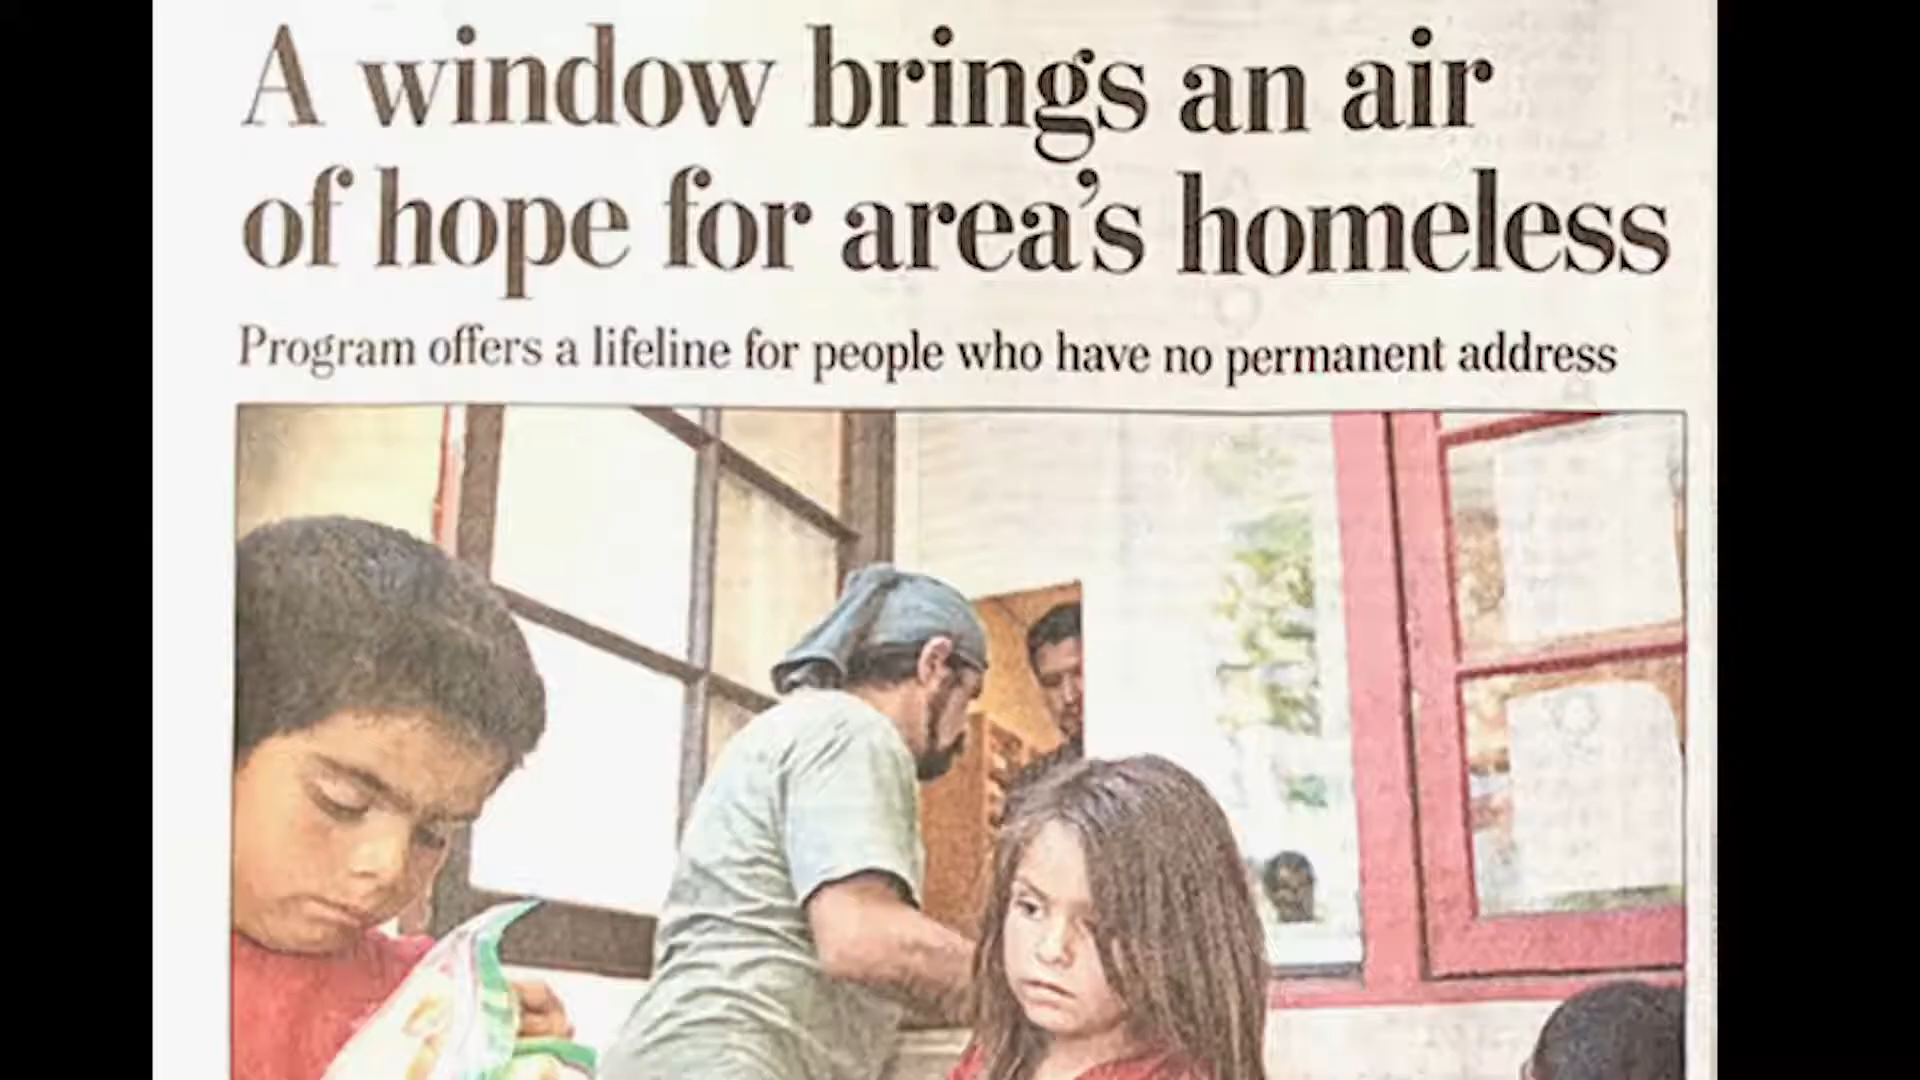 A window brings an air
of hope for area's homeless
Program offers a lifeline for people who have no permanent address